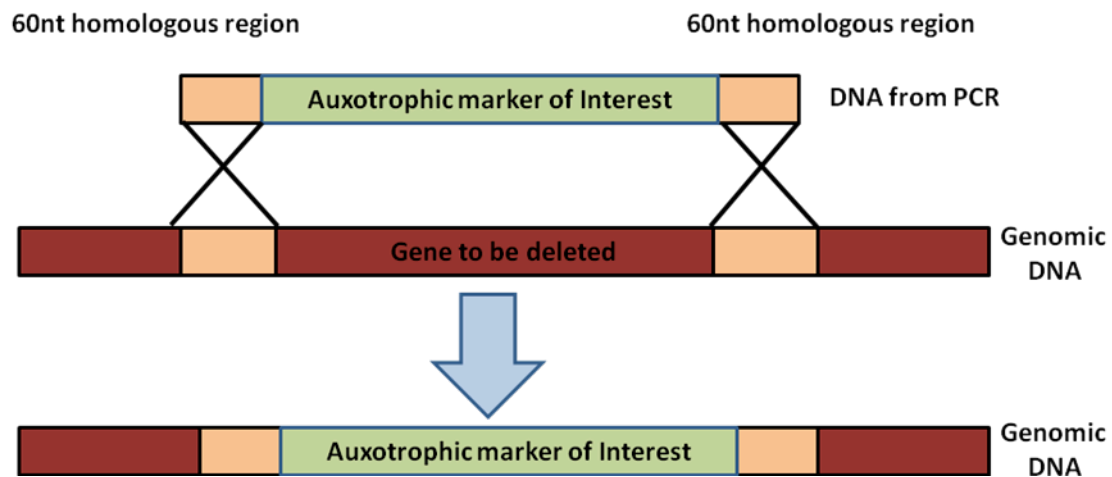 60nt homologous region
60nt homologous region
Auxotrophic marker of Interest
DNA from PCR
Gene to be deleted
Genomic
DNA
Auxotrophic marker of Interest
Genomic
DNA